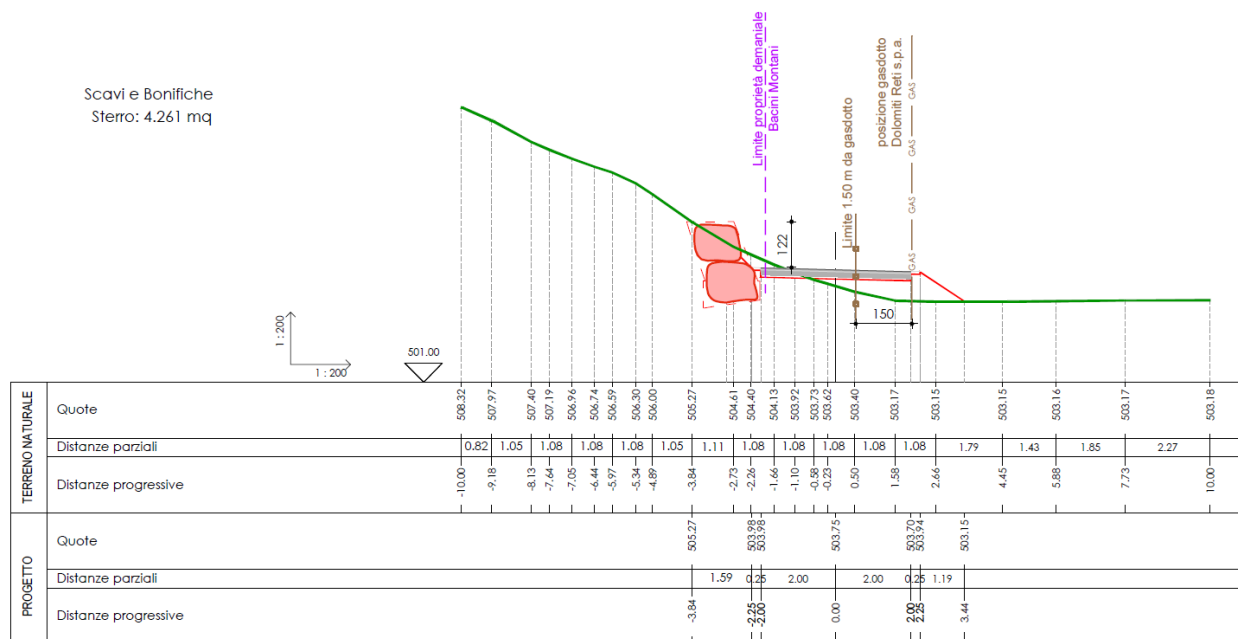 Scavi e Bonifiche
Sterro: 4.261 mq
Limite proprietà demaniale
Bacini Montani
Limite 1.50 m da gasdotto
posizione gasdotto
Dolomiti Reti s.p.a.
GAS
GAS
GAS
GAS
122
150
1 : 200
1 : 200
501.00
TERRENO NATURALE
Quote
508.32 507.97 507.40 507.19 506.96 506.74 506.59 506.30 506.00 505.27 504.61 504.40 504.13 503.92 503.73 503.62 503.40 503.17 503.15 503.15 503.16 503.17 503.18
Distanze parziali
0.82 1.05 1.08 1.08 1.08 1.05 1.11 1.08 1.08 1.08 1.08 1.08 1.79 1.43 1.85 2.27
Distanze progressive
-10.00 -9.18 -8.13 -7.64 -7.05 -6.44 -5.97 -5.34 -4.89 -3.84 -2.73 -2.26 -1.66 -1.10 -0.58 -0.23 0.50 1.58 2.66 4.45 5.88 7.73 10.00
PROGETTO
Quote
505.27 503.98 503.98 503.75 503.70 503.94 503.15
Distanze parziali
1.59 0.25 2.00 2.00 0.25 1.19
Distanze progressive
-3.84 -2.25 -2.00 0.00 2.00 2.25 3.44